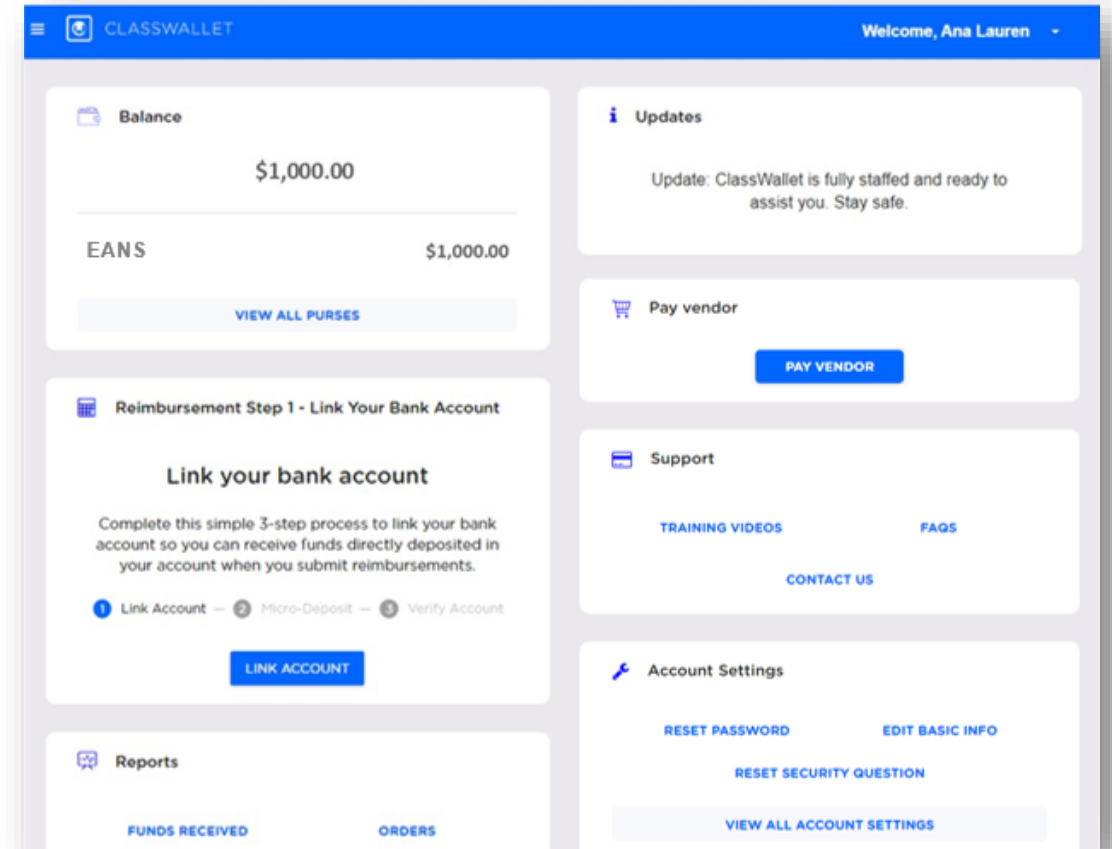 CLASSWALLET
Welcome, Ana Lauren
Balance
$1,000.00
EANS $1,000.00
VIEW ALL PURSES
Reimbursement Step 1 - Link Your Bank Account
Link your bank account
Complete this simple 3-step process to link your bank
account so you can receive funds directly deposited in
your account when you submit reimbursements.
1 Link Account — 2 Micro-Deposit — 3 Verify Account
LINK ACCOUNT
Reports
FUNDS RECEIVED ORDERS
Updates
Update: ClassWallet is fully staffed and ready to
assist you. Stay safe.
Pay vendor
PAY VENDOR
Support
TRAINING VIDEOS FAQS
CONTACT US
Account Settings
RESET PASSWORD EDIT BASIC INFO
RESET SECURITY QUESTION
VIEW ALL ACCOUNT SETTINGS